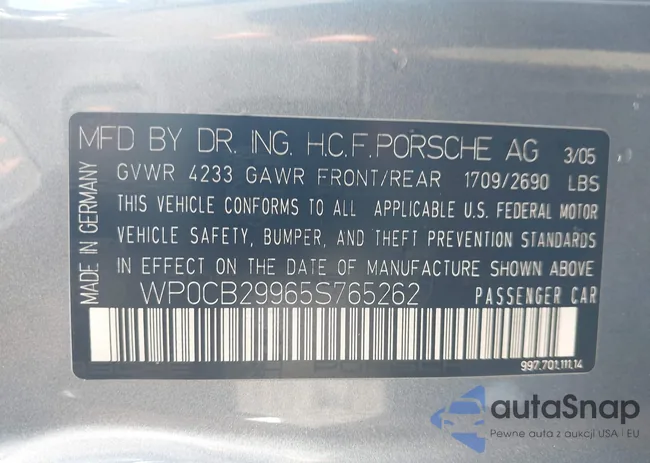 MFD BY DR. ING. H.C.F. PORSCHE AG 3/05
GVWR 4233 GAWR FRONT/REAR 1709/2690 LBS
THIS VEHICLE CONFORMS TO ALL APPLICABLE U.S. FEDERAL MOTOR
VEHICLE SAFETY, BUMPER, AND THEFT PREVENTION STANDARDS
IN EFFECT ON THE DATE OF MANUFACTURE SHOWN ABOVE
WP0CB29965S765262 PASSENGER CAR
MADE IN GERMANY
997.701.111.14
autaSnap
Pewne auta z aukcji USA i EU